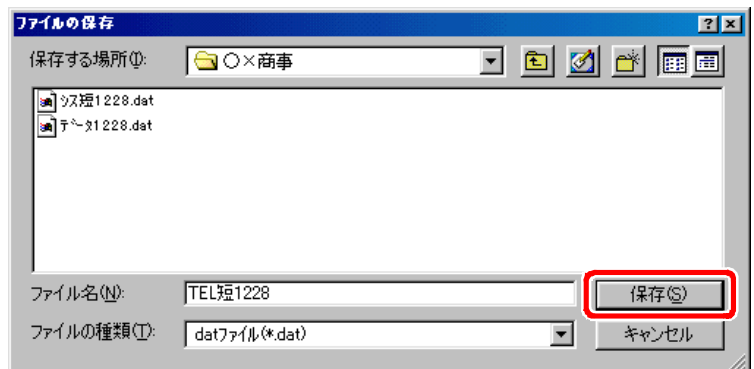 ファイルの保存
保存する場所(I): 〇×商事
ｼｽ短1228.dat
ﾃﾞｰﾀ1228.dat
ファイル名(N): TEL短1228 保存(S)
ファイルの種類(T): datファイル(*.dat) キャンセル